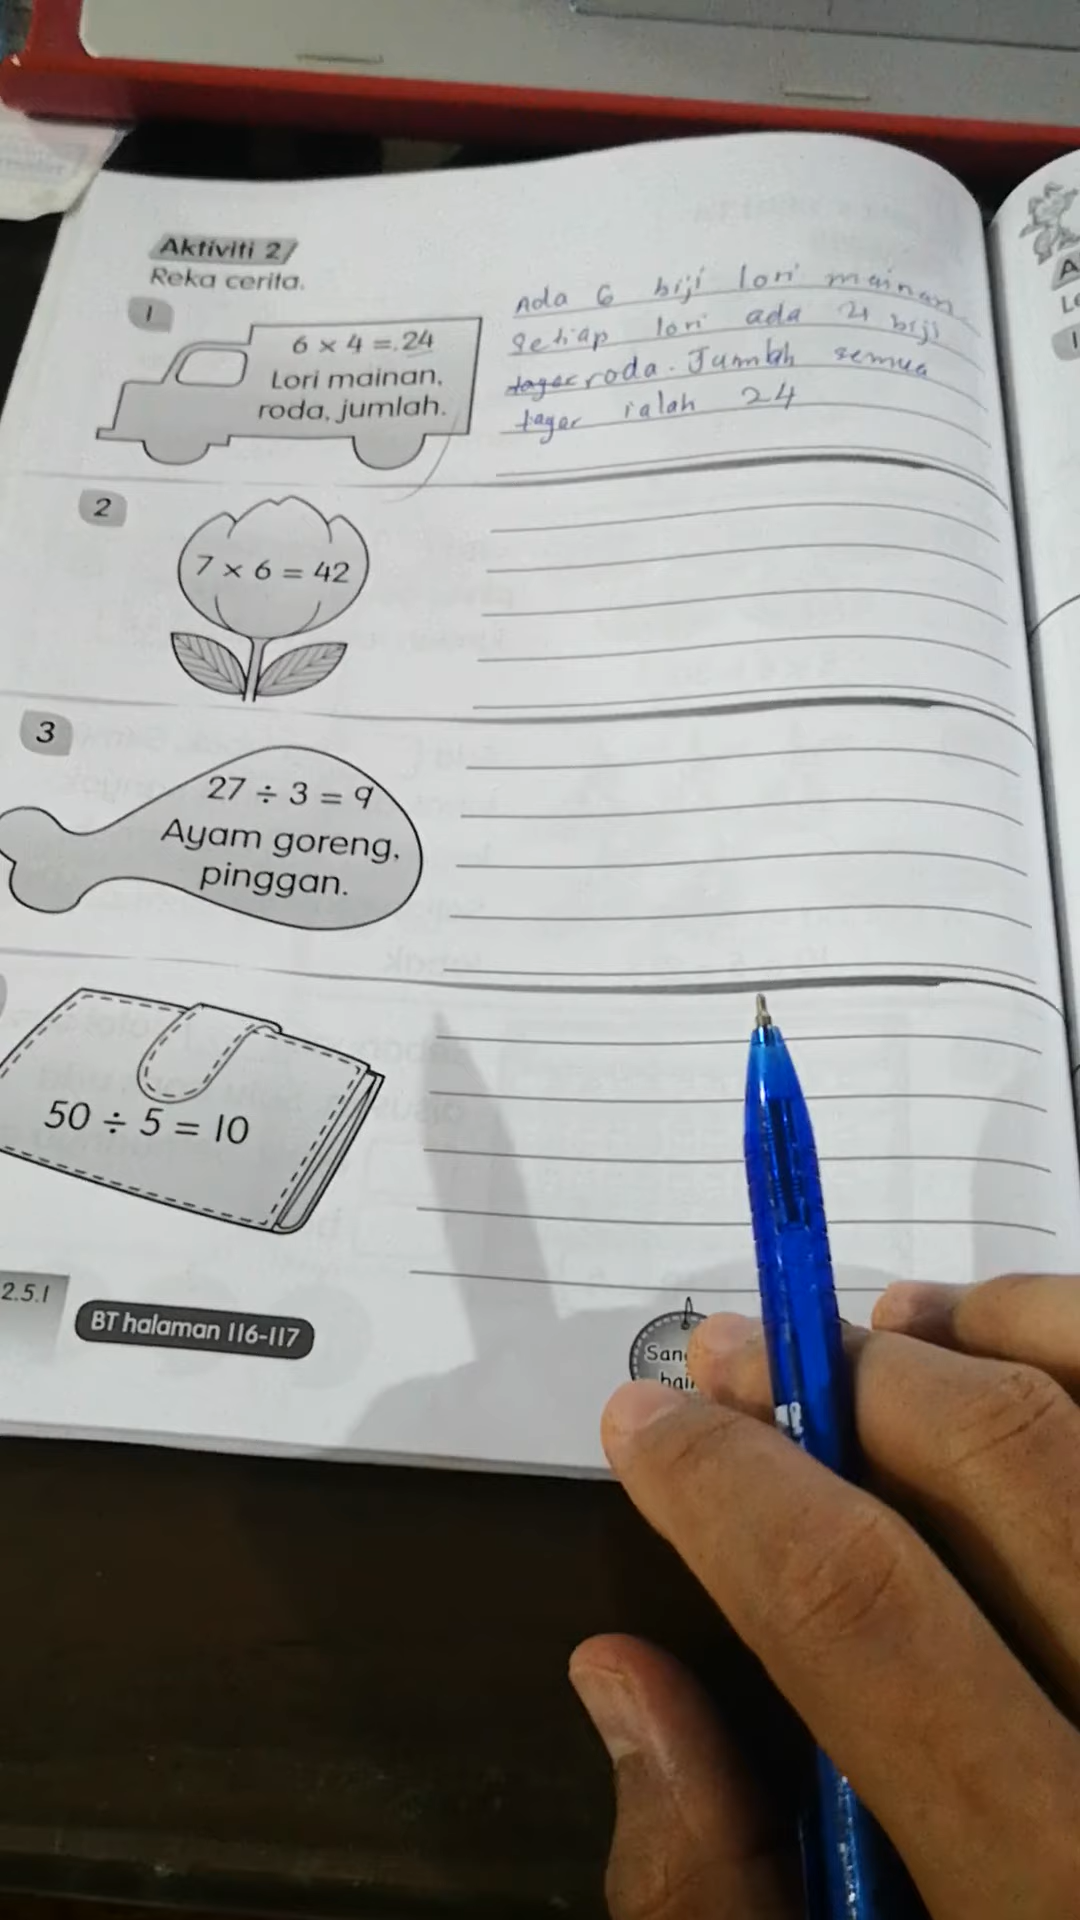 Aktiviti 2
Reka cerita.
1
6 × 4 = 24
Lori mainan,
roda, jumlah.
Ada 6 biji lori mainan
Setiap lori ada 4 biji
roda. Jumlah semua
tayar ialah 24
2
7 × 6 = 42
3
27 ÷ 3 = 9
Ayam goreng,
pinggan.
50 ÷ 5 = 10
2.5.1
BT halaman 116-117